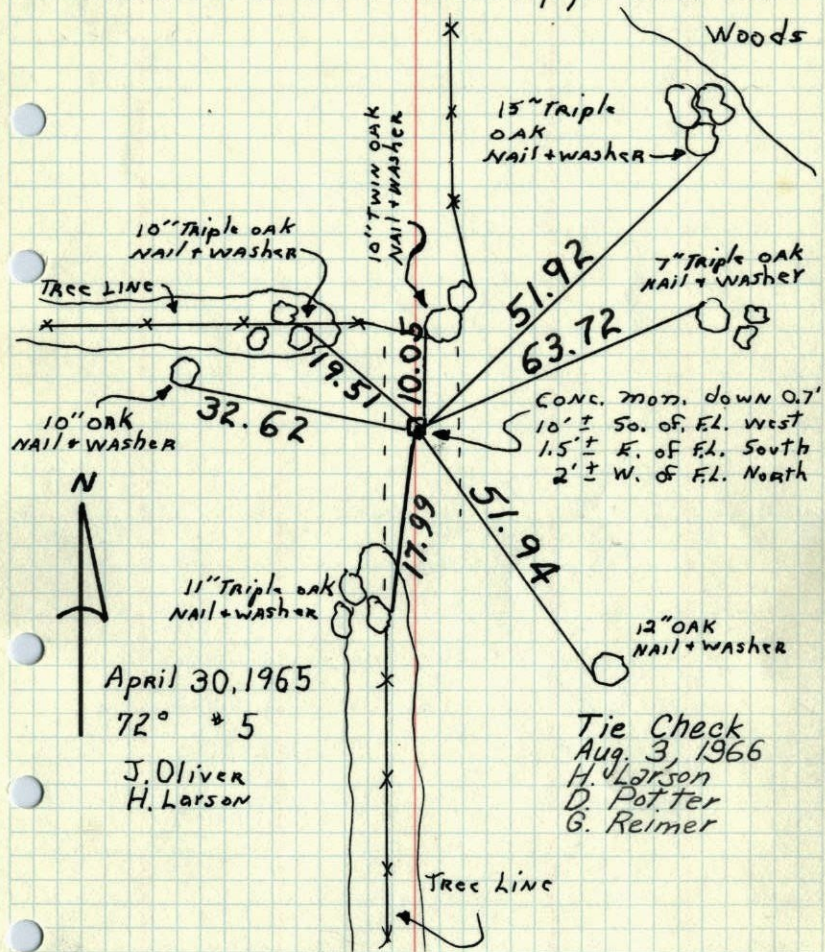 Woods
15" Triple
OAK
Nail + washer
10" TWIN OAK
Nail + Washer
10" Triple oak
Nail + Washer
Tree Line
7" Triple oak
Nail + Washer
51.92
63.72
10.05
19.51
32.62
10" oak
Nail + Washer
Conc. mon. down 0.7'
10' ± So. of F.L. West
1.5' ± E. of F.L. South
2' ± W. of F.L. North
N
17.99
51.94
11" Triple oak
Nail + Washer
12" OAK
Nail + Washer
April 30, 1965
72° #5
J. Oliver
H. Larson
Tie Check
Aug. 3, 1966
H. Larson
D. Potter
G. Reimer
Tree Line